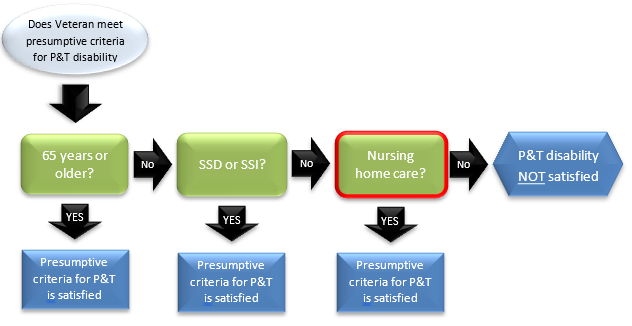 Does Veteran meet
presumptive criteria
for P&T disability
65 years or
older?
No
SSD or SSI?
No
Nursing
home care?
No
P&T disability
NOT satisfied
YES
YES
YES
Presumptive
criteria for P&T
is satisfied
Presumptive
criteria for P&T
is satisfied
Presumptive
criteria for P&T
is satisfied